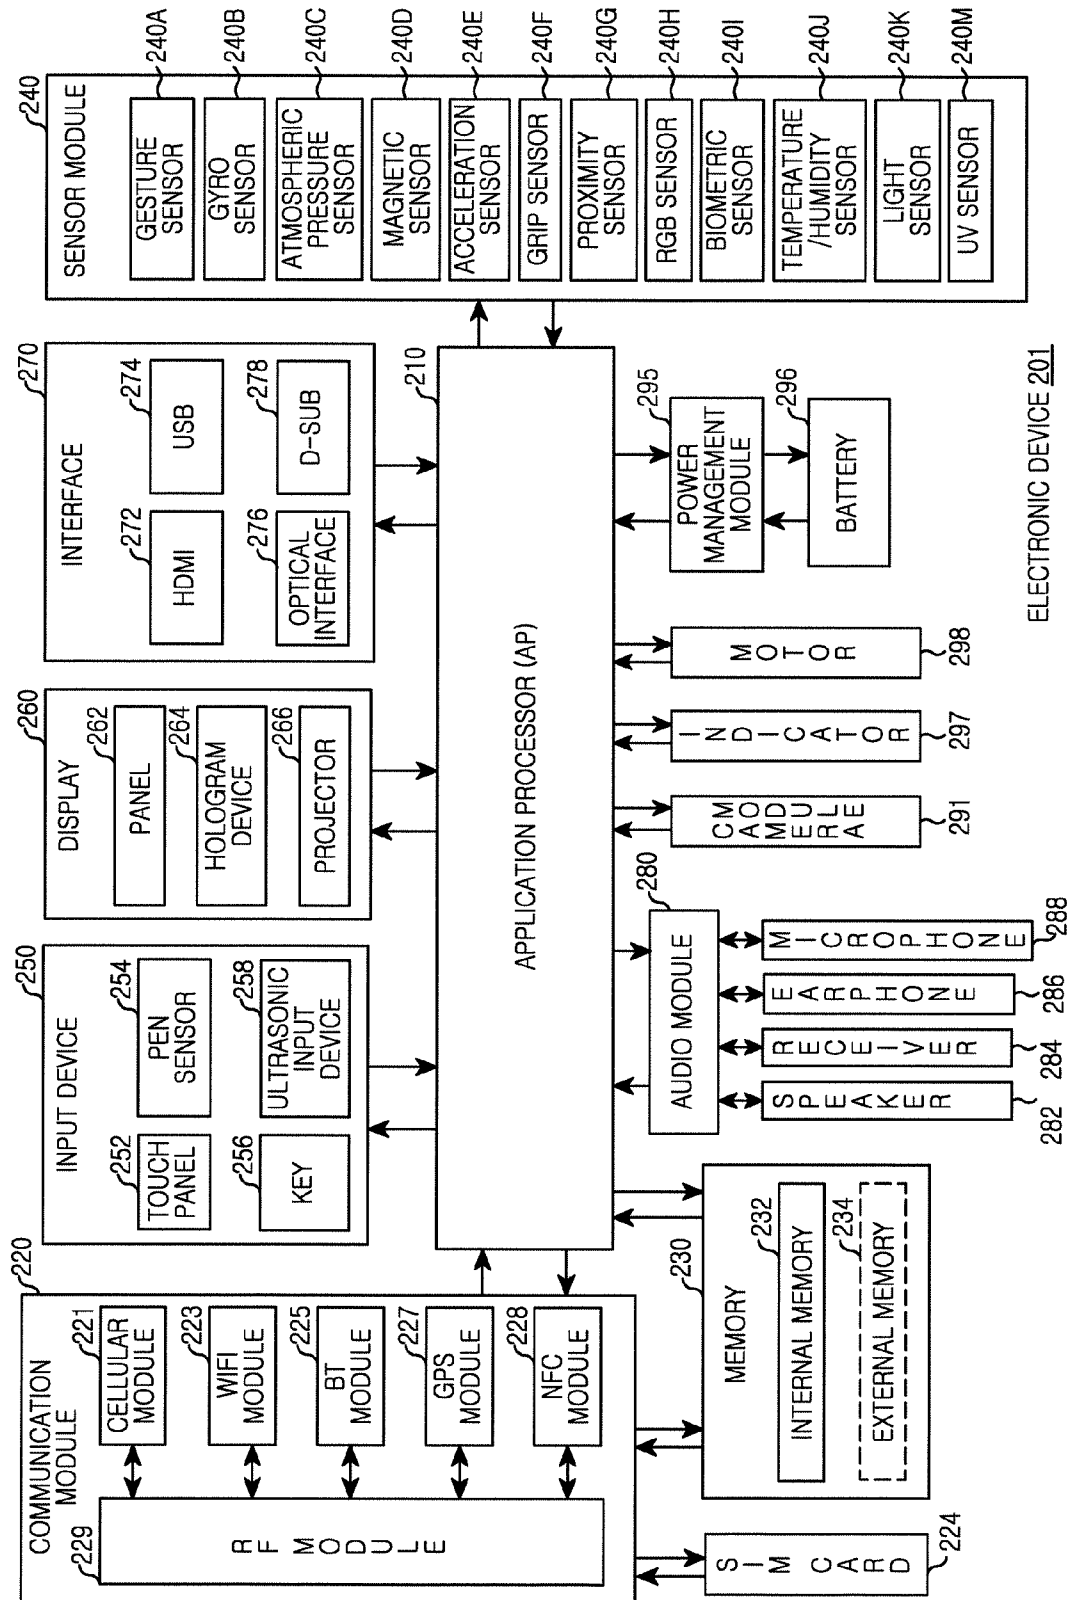 COMMUNICATION
MODULE
220
229
RF MODULE
221
CELLULAR
MODULE
223
WIFI
MODULE
225
BT
MODULE
227
GPS
MODULE
228
NFC
MODULE
SIM CARD
224
230
MEMORY
232
INTERNAL MEMORY
234
EXTERNAL MEMORY
250
INPUT DEVICE
252
TOUCH
PANEL
254
PEN
SENSOR
256
KEY
258
ULTRASONIC
INPUT
DEVICE
260
DISPLAY
262
PANEL
264
HOLOGRAM
DEVICE
266
PROJECTOR
270
INTERFACE
272
HDMI
274
USB
276
OPTICAL
INTERFACE
278
D-SUB
210
APPLICATION PROCESSOR (AP)
280
AUDIO MODULE
SPEAKER
282
RECEIVER
284
EARPHONE
286
MICROPHONE
288
CAMERA
MODULE
291
INDICATOR
297
MOTOR
298
295
POWER
MANAGEMENT
MODULE
296
BATTERY
240
SENSOR MODULE
GESTURE
SENSOR
240A
GYRO
SENSOR
240B
ATMOSPHERIC
PRESSURE
SENSOR
240C
MAGNETIC
SENSOR
240D
ACCELERATION
SENSOR
240E
GRIP SENSOR
240F
PROXIMITY
SENSOR
240G
RGB SENSOR
240H
BIOMETRIC
SENSOR
240I
TEMPERATURE
/HUMIDITY
SENSOR
240J
LIGHT
SENSOR
240K
UV SENSOR
240M
ELECTRONIC DEVICE 201